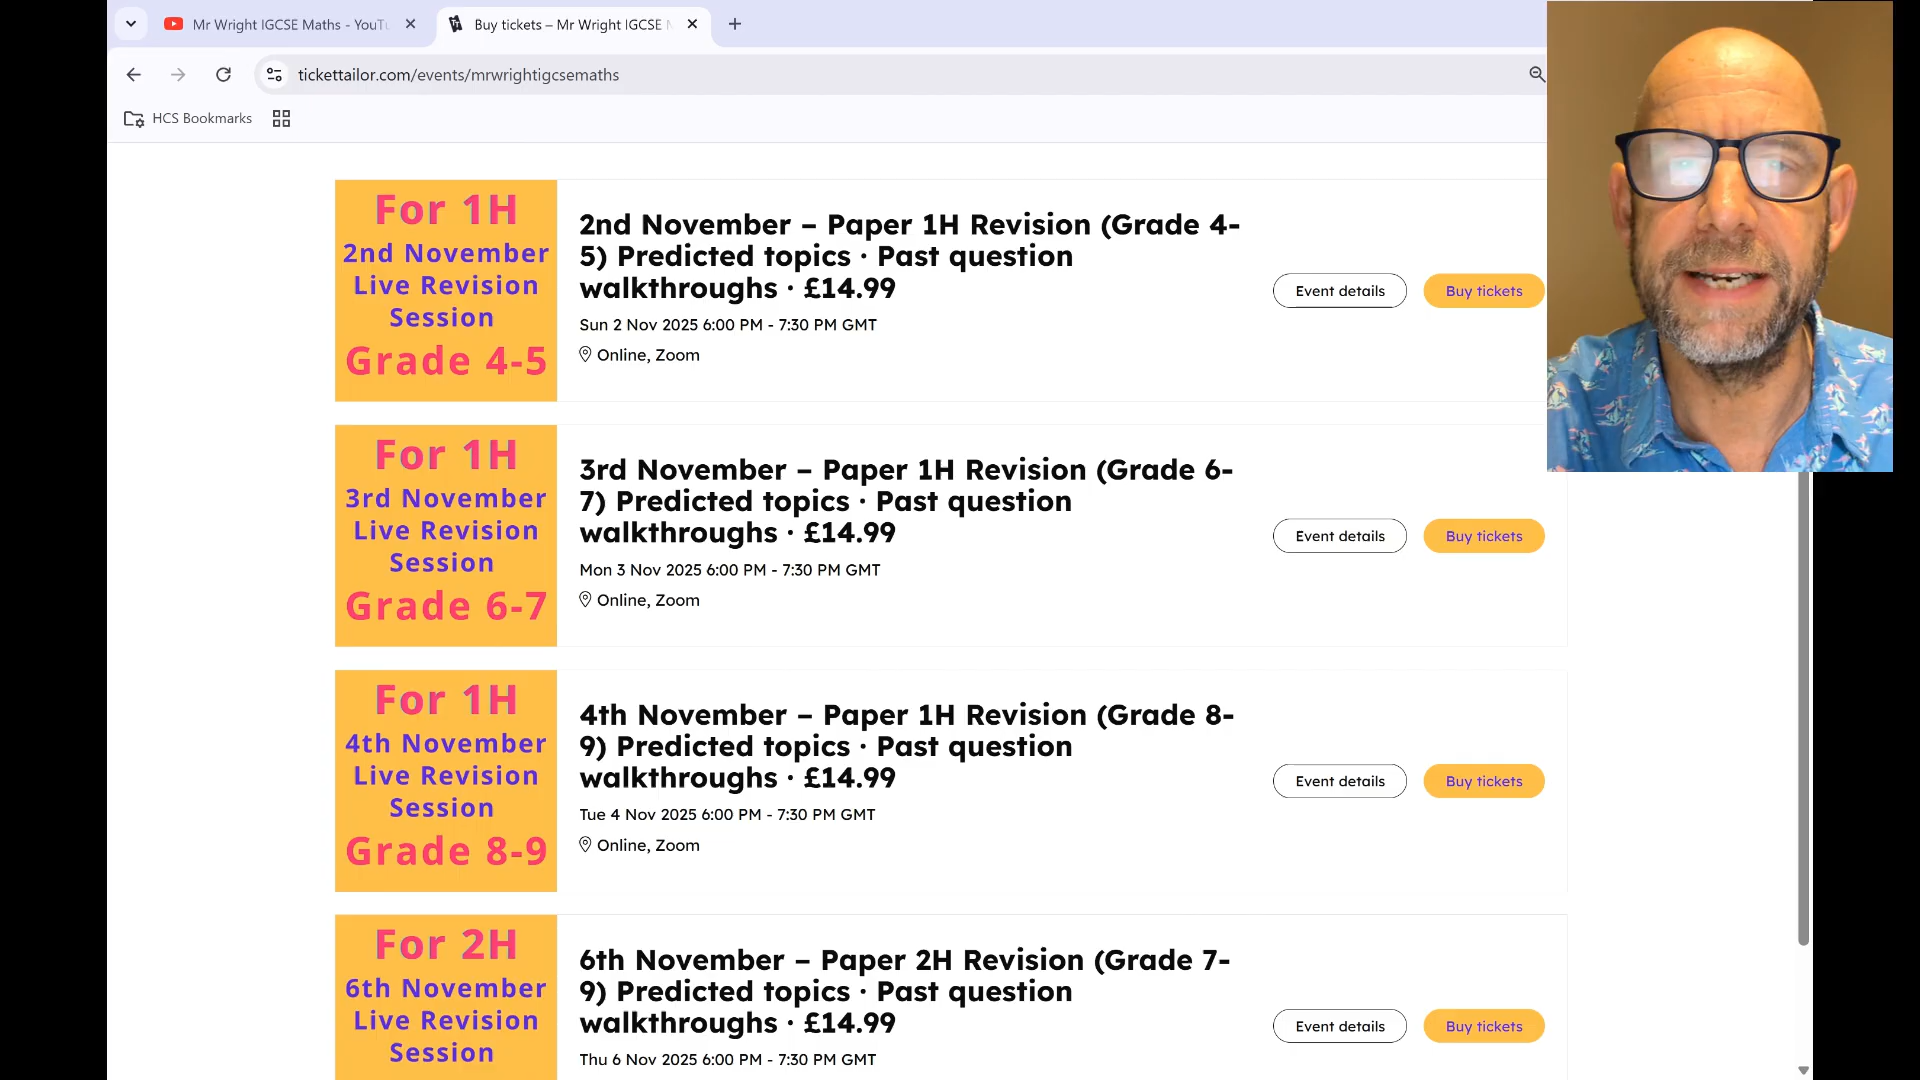 Mr Wright IGCSE Maths - YouTu
Buy tickets – Mr Wright IGCSE M
tickettailor.com/events/mrwrightigcsemaths
HCS Bookmarks
For 1H
2nd November
Live Revision
Session
Grade 4-5
2nd November – Paper 1H Revision (Grade 4-
5) Predicted topics · Past question
walkthroughs · £14.99
Sun 2 Nov 2025 6:00 PM - 7:30 PM GMT
Online, Zoom
Event details
Buy tickets
For 1H
3rd November
Live Revision
Session
Grade 6-7
3rd November – Paper 1H Revision (Grade 6-
7) Predicted topics · Past question
walkthroughs · £14.99
Mon 3 Nov 2025 6:00 PM - 7:30 PM GMT
Online, Zoom
Event details
Buy tickets
For 1H
4th November
Live Revision
Session
Grade 8-9
4th November – Paper 1H Revision (Grade 8-
9) Predicted topics · Past question
walkthroughs · £14.99
Tue 4 Nov 2025 6:00 PM - 7:30 PM GMT
Online, Zoom
Event details
Buy tickets
For 2H
6th November
Live Revision
Session
6th November – Paper 2H Revision (Grade 7-
9) Predicted topics · Past question
walkthroughs · £14.99
Thu 6 Nov 2025 6:00 PM - 7:30 PM GMT
Event details
Buy tickets